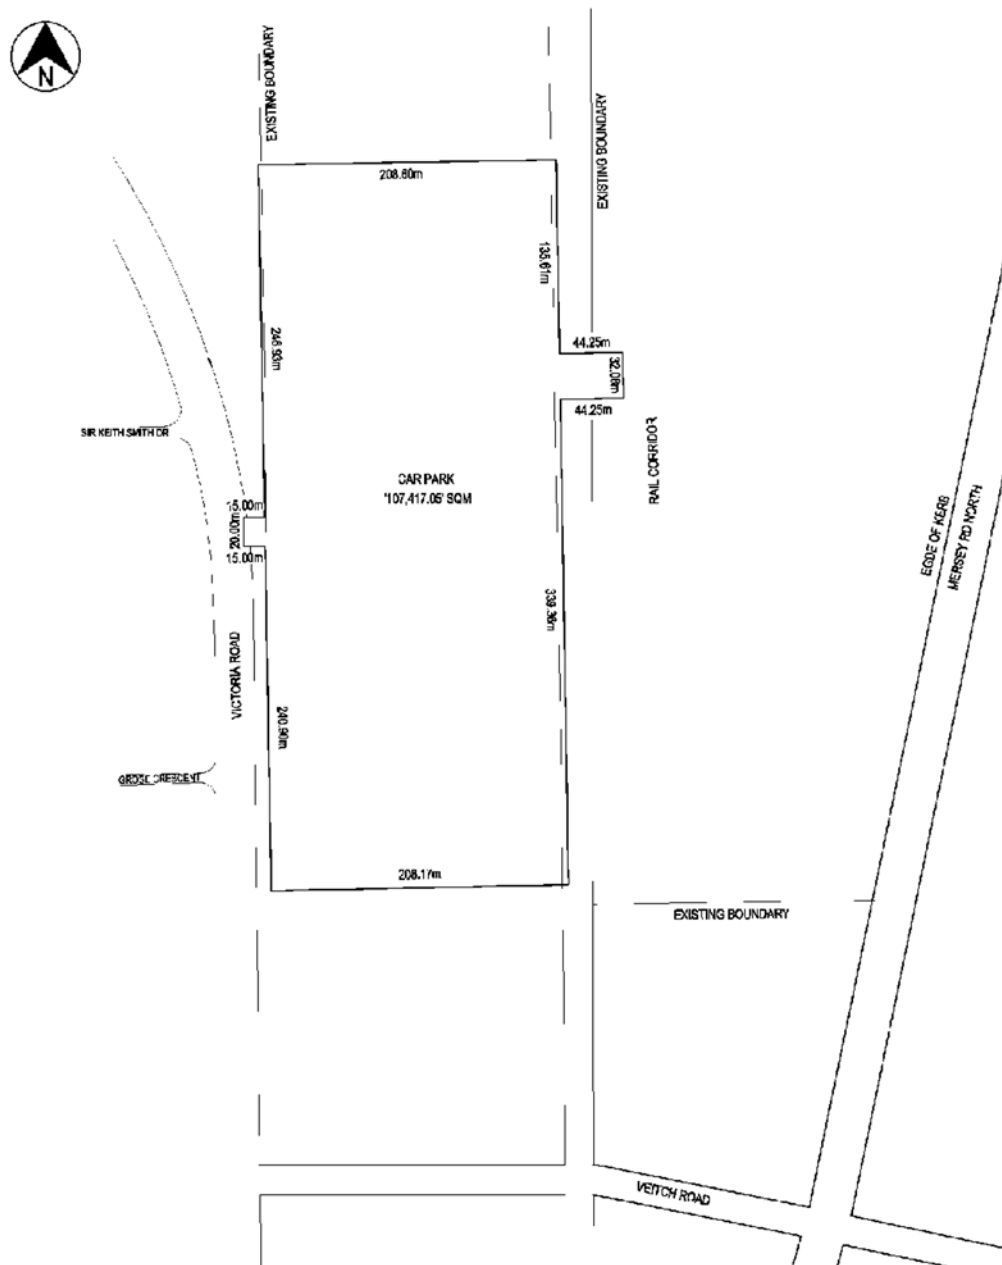 N
EXISTING BOUNDARY
EXISTING BOUNDARY
208.60m
135.61m
246.93m
44.25m
32.08m
44.25m
SIR KEITH SMITH DR
RAIL CORRIDOR
CAR PARK
'107,417.05' SQM
15.00m
20.00m
15.00m
EGDE OF KERB
MERSEY RD NORTH
339.36m
VICTORIA ROAD
240.90m
GROSE CRESCENT
208.17m
EXISTING BOUNDARY
VEITCH ROAD